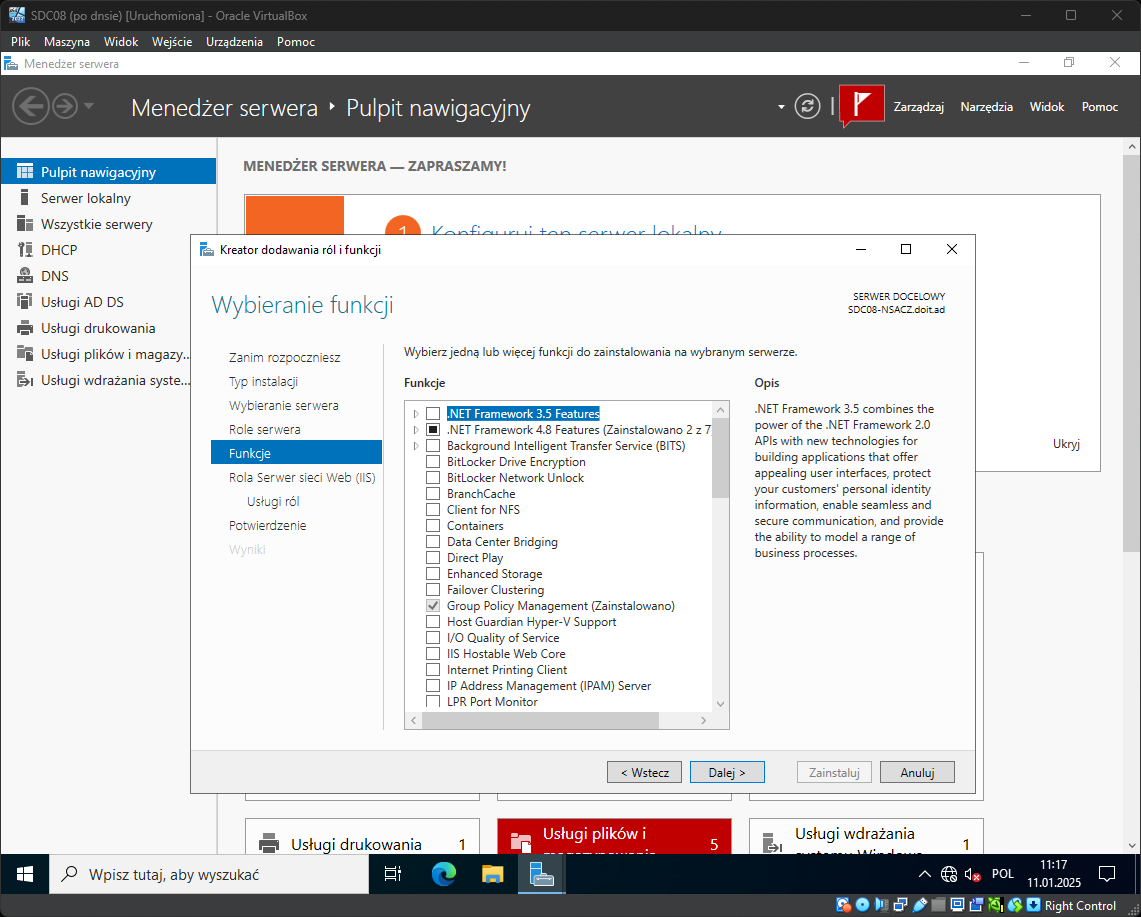 SDC08 (po dnsie) [Uruchomiona] - Oracle VirtualBox
Plik Maszyna Widok Wejście Urządzenia Pomoc
Menedżer serwera
Menedżer serwera ‣ Pulpit nawigacyjny
Zarządzaj Narzędzia Widok Pomoc
Pulpit nawigacyjny
Serwer lokalny
Wszystkie serwery
DHCP
DNS
Usługi AD DS
Usługi drukowania
Usługi plików i magazy...
Usługi wdrażania syste...
MENEDŻER SERWERA — ZAPRASZAMY!
1 Konfiguruj ten serwer lokalny
Ukryj
Kreator dodawania ról i funkcji
Wybieranie funkcji
SERWER DOCELOWY
SDC08-NSACZ.doit.ad
Zanim rozpoczniesz
Typ instalacji
Wybieranie serwera
Role serwera
Funkcje
Rola Serwer sieci Web (IIS)
Usługi ról
Potwierdzenie
Wyniki
Wybierz jedną lub więcej funkcji do zainstalowania na wybranym serwerze.
Funkcje
.NET Framework 3.5 Features
.NET Framework 4.8 Features (Zainstalowano 2 z 7
Background Intelligent Transfer Service (BITS)
BitLocker Drive Encryption
BitLocker Network Unlock
BranchCache
Client for NFS
Containers
Data Center Bridging
Direct Play
Enhanced Storage
Failover Clustering
Group Policy Management (Zainstalowano)
Host Guardian Hyper-V Support
I/O Quality of Service
IIS Hostable Web Core
Internet Printing Client
IP Address Management (IPAM) Server
LPR Port Monitor
Opis
.NET Framework 3.5 combines the
power of the .NET Framework 2.0
APIs with new technologies for
building applications that offer
appealing user interfaces, protect
your customers' personal identity
information, enable seamless and
secure communication, and provide
the ability to model a range of
business processes.
< Wstecz Dalej > Zainstaluj Anuluj
Usługi drukowania 1
Usługi plików i 5
magazynowania
Usługi wdrażania 1
systemu Windows
Wpisz tutaj, aby wyszukać
POL
11:17
11.01.2025
Right Control